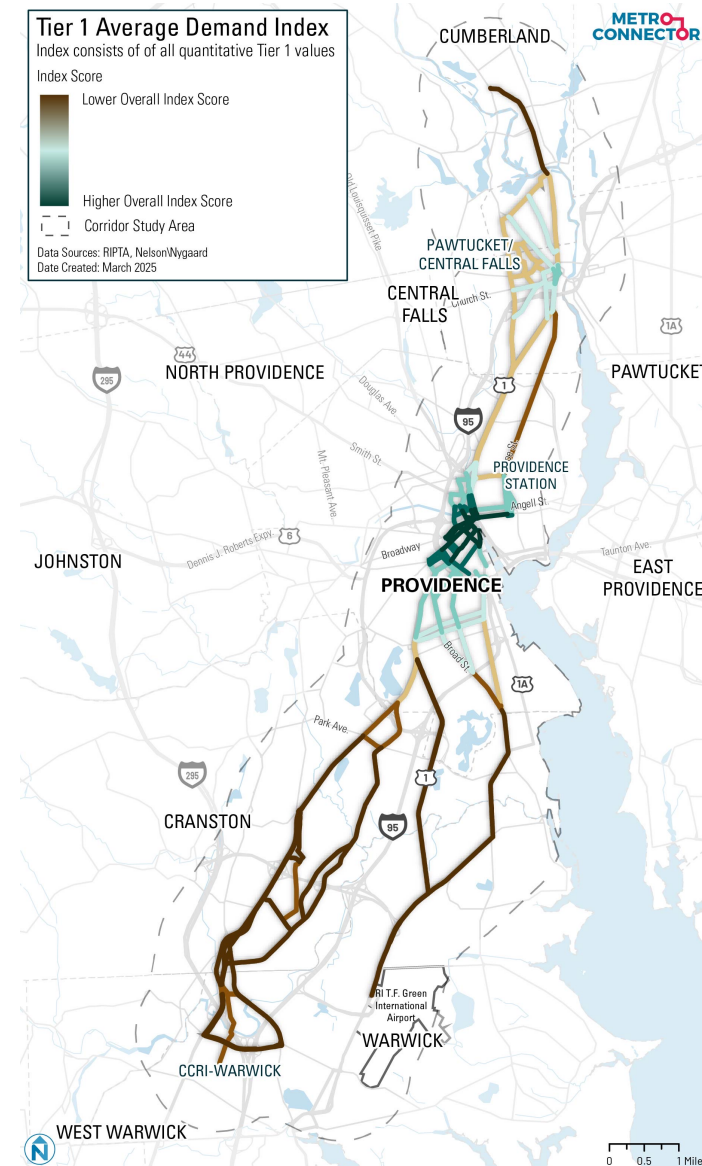 Tier 1 Average Demand Index
Index consists of of all quantitative Tier 1 values
Index Score
Lower Overall Index Score
Higher Overall Index Score
Corridor Study Area
Data Sources: RIPTA, Nelson\Nygaard
Date Created: March 2025
METRO
CONNECTOR
CUMBERLAND
Old Louisquisset Pike
PAWTUCKET/
CENTRAL FALLS
CENTRAL
FALLS
Church St.
1A
44
295
NORTH PROVIDENCE
PAWTUCKET
1
Douglas Ave
95
Smith St.
Mt. Pleasant Ave.
PROVIDENCE
STATION
Angell St.
Dennis J. Roberts Expy.
6
Broadway
Taunton Ave.
JOHNSTON
EAST
PROVIDENCE
PROVIDENCE
Broad St.
1A
Park Ave.
295
1
CRANSTON
95
RI T.F. Green
International
Airport
WARWICK
CCRI-WARWICK
WEST WARWICK
N
0 0.5 1 Mile